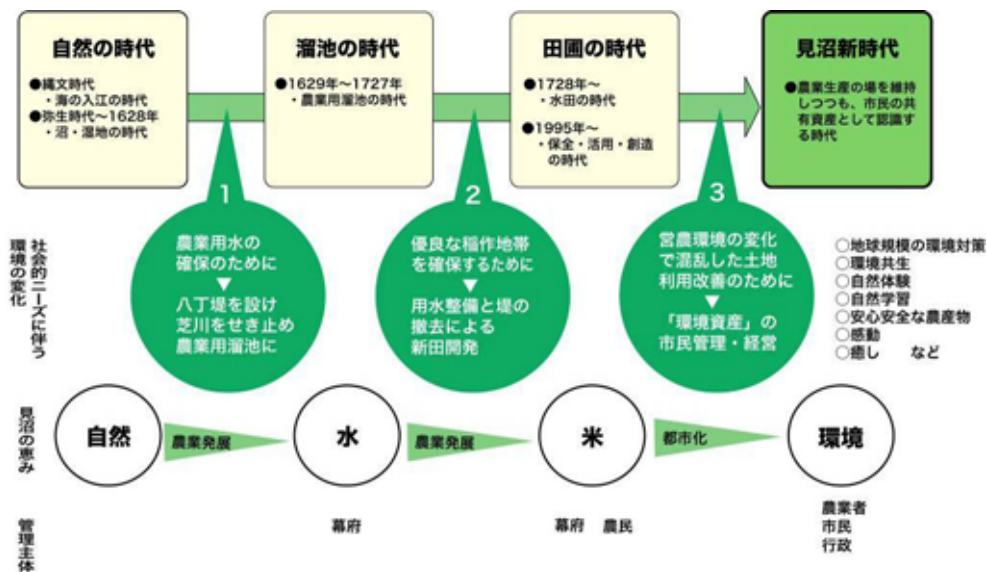 自然の時代
●縄文時代
・海の入江の時代
●弥生時代〜1628年
・沼・湿地の時代
溜池の時代
●1629年〜1727年
・農業用溜池の時代
田圃の時代
●1728年〜
・水田の時代
●1995年〜
・保全・活用・創造
の時代
見沼新時代
●農業生産の場を維持
しつつも、市民の共
有資産として認識す
る時代
社会的ニーズに伴う
環境の変化
1
農業用水の
確保のために
▼
八丁堤を設け
芝川をせき止め
農業用溜池に
2
優良な稲作地帯
を確保するために
▼
用水整備と堤の
撤去による
新田開発
3
営農環境の変化
で混乱した土地
利用改善のために
▼
「環境資産」の
市民管理・経営
○地球規模の環境対策
○環境共生
○自然体験
○自然学習
○安心安全な農産物
○感動
○癒し など
見沼の恵み
自然
農業発展
水
農業発展
米
都市化
環境
管理主体
幕府
幕府 農民
農業者
市民
行政